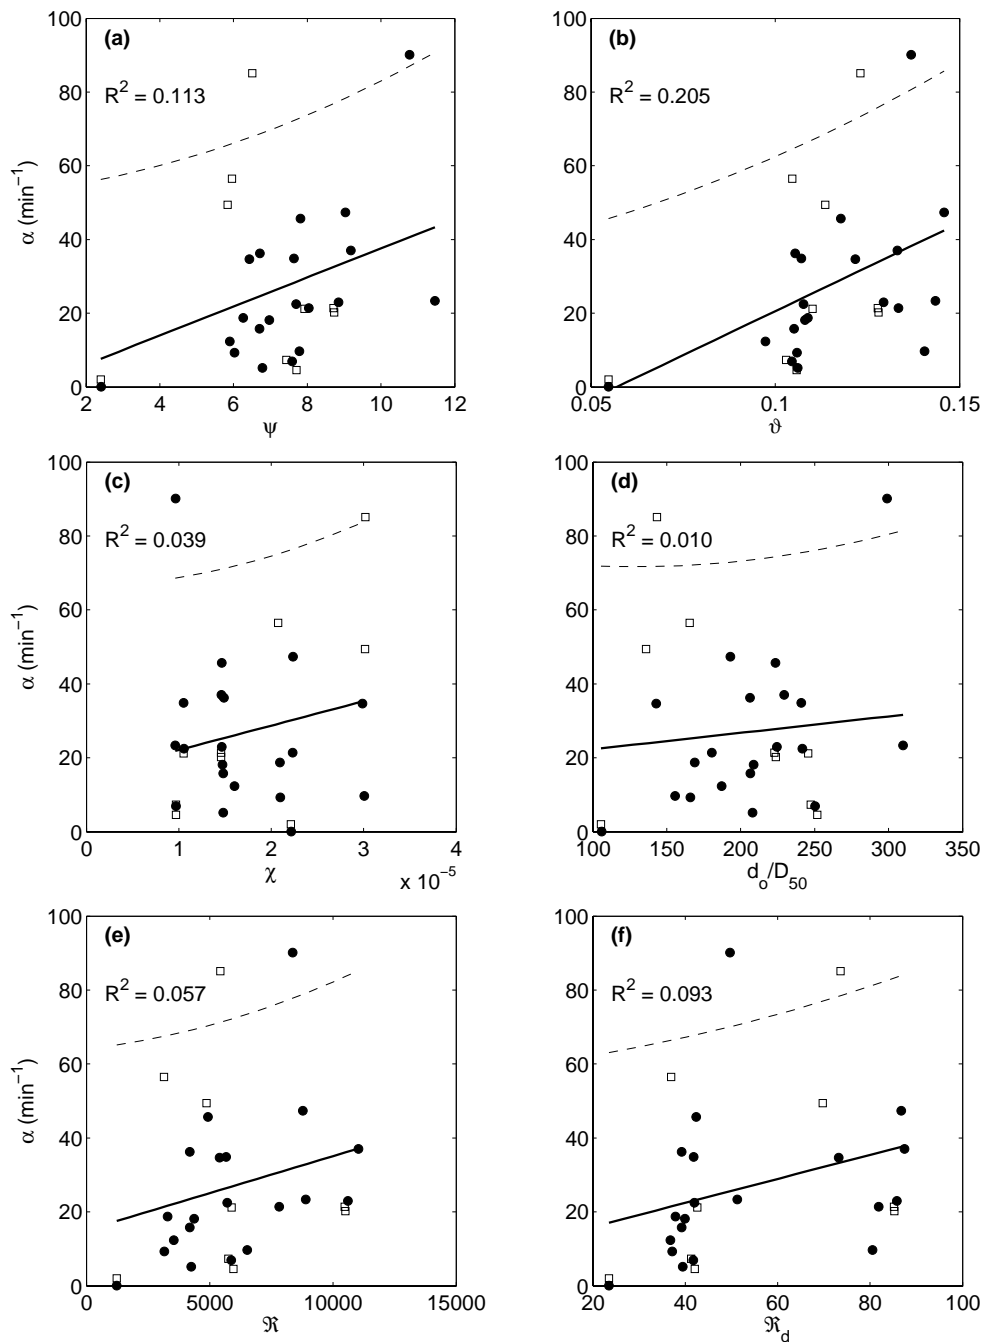 (a)
R² = 0.113
α (min⁻¹)
100
80
60
40
20
0
2 4 6 8 10 12
ψ
(b)
R² = 0.205
100
80
60
40
20
0
0.05 0.1 0.15
ϑ
(c)
R² = 0.039
α (min⁻¹)
100
80
60
40
20
0
0 1 2 3 4
χ
x 10⁻⁵
(d)
R² = 0.010
100
80
60
40
20
0
100 150 200 250 300 350
dₒ/D₅₀
(e)
R² = 0.057
α (min⁻¹)
100
80
60
40
20
0
0 5000 10000 15000
ℜ
(f)
R² = 0.093
100
80
60
40
20
0
20 40 60 80 100
ℜ_d